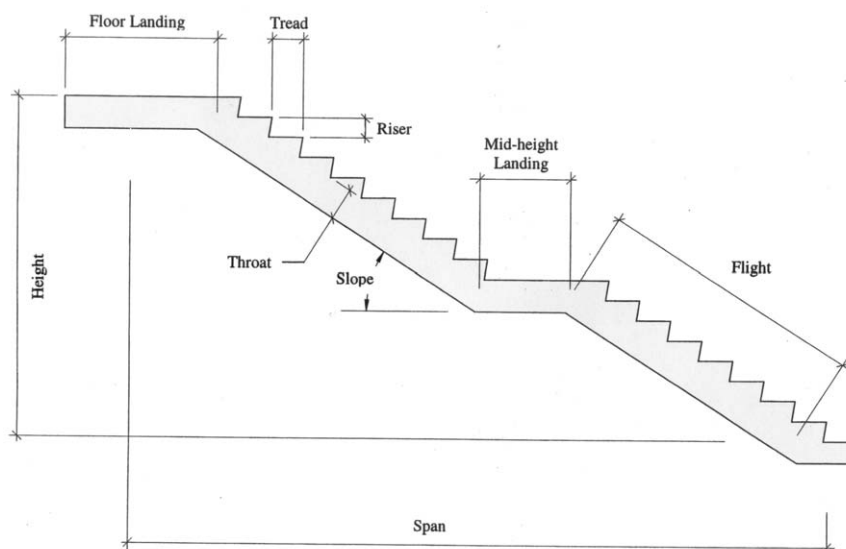 Floor Landing
Tread
Riser
Mid-height
Landing
Throat
Slope
Flight
Height
Span